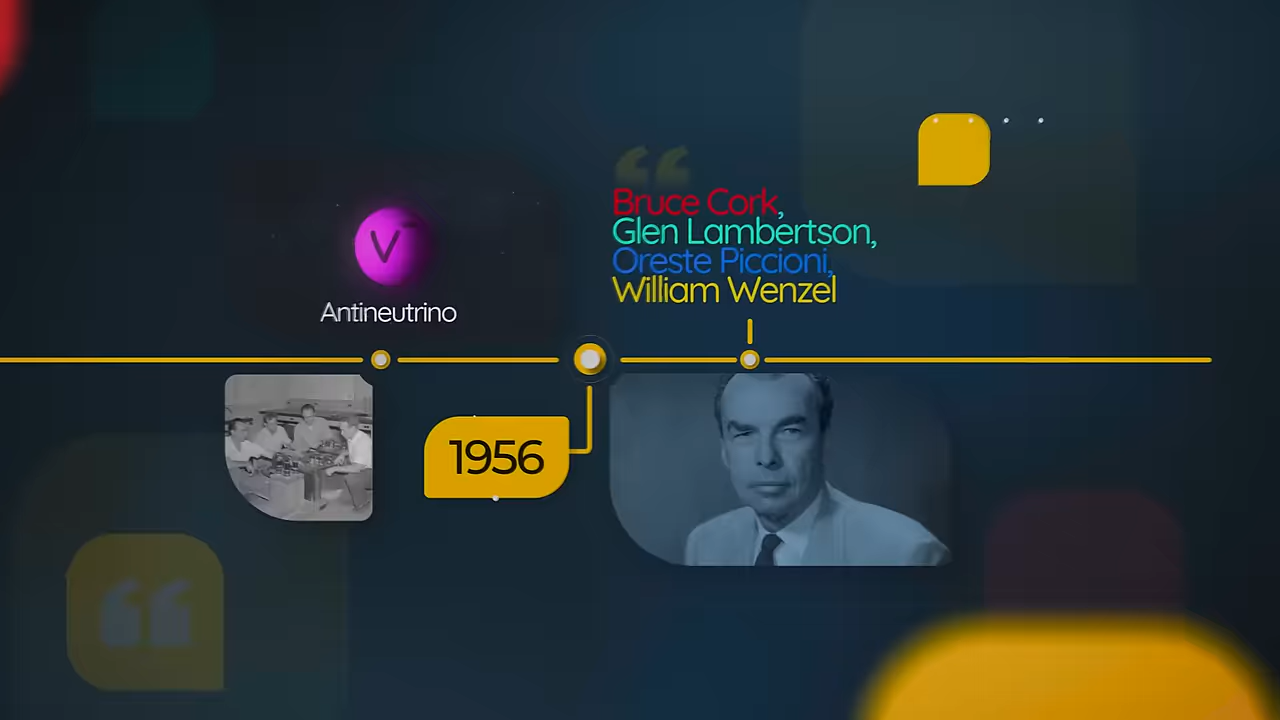 V
Antineutrino
Bruce Cork,
Glen Lambertson,
Oreste Piccioni,
William Wenzel
1956